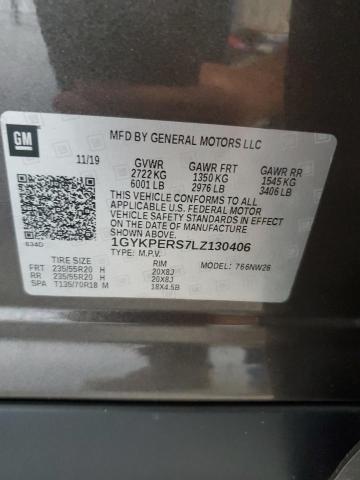 GM
MFD BY GENERAL MOTORS LLC
11/19 GVWR GAWR FRT GAWR RR
2722 KG 1350 KG 1545 KG
6001 LB 2976 LB 3406 LB
THIS VEHICLE CONFORMS TO ALL
APPLICABLE U.S. FEDERAL MOTOR
VEHICLE SAFETY AND THEFT
PREVENTION STANDARDS IN EFFECT
ON THE DATE OF MANUFACTURE
SHOWN ABOVE.
1GYKPERS7LZ130406
TYPE: M.P.V. MODEL: 766NW26
634D
TIRE SIZE RIM
FRT 235/55R20 H 20X8J
RR 235/55R20 H 20X8J
SPA T135/70R18 M 18X4.5B